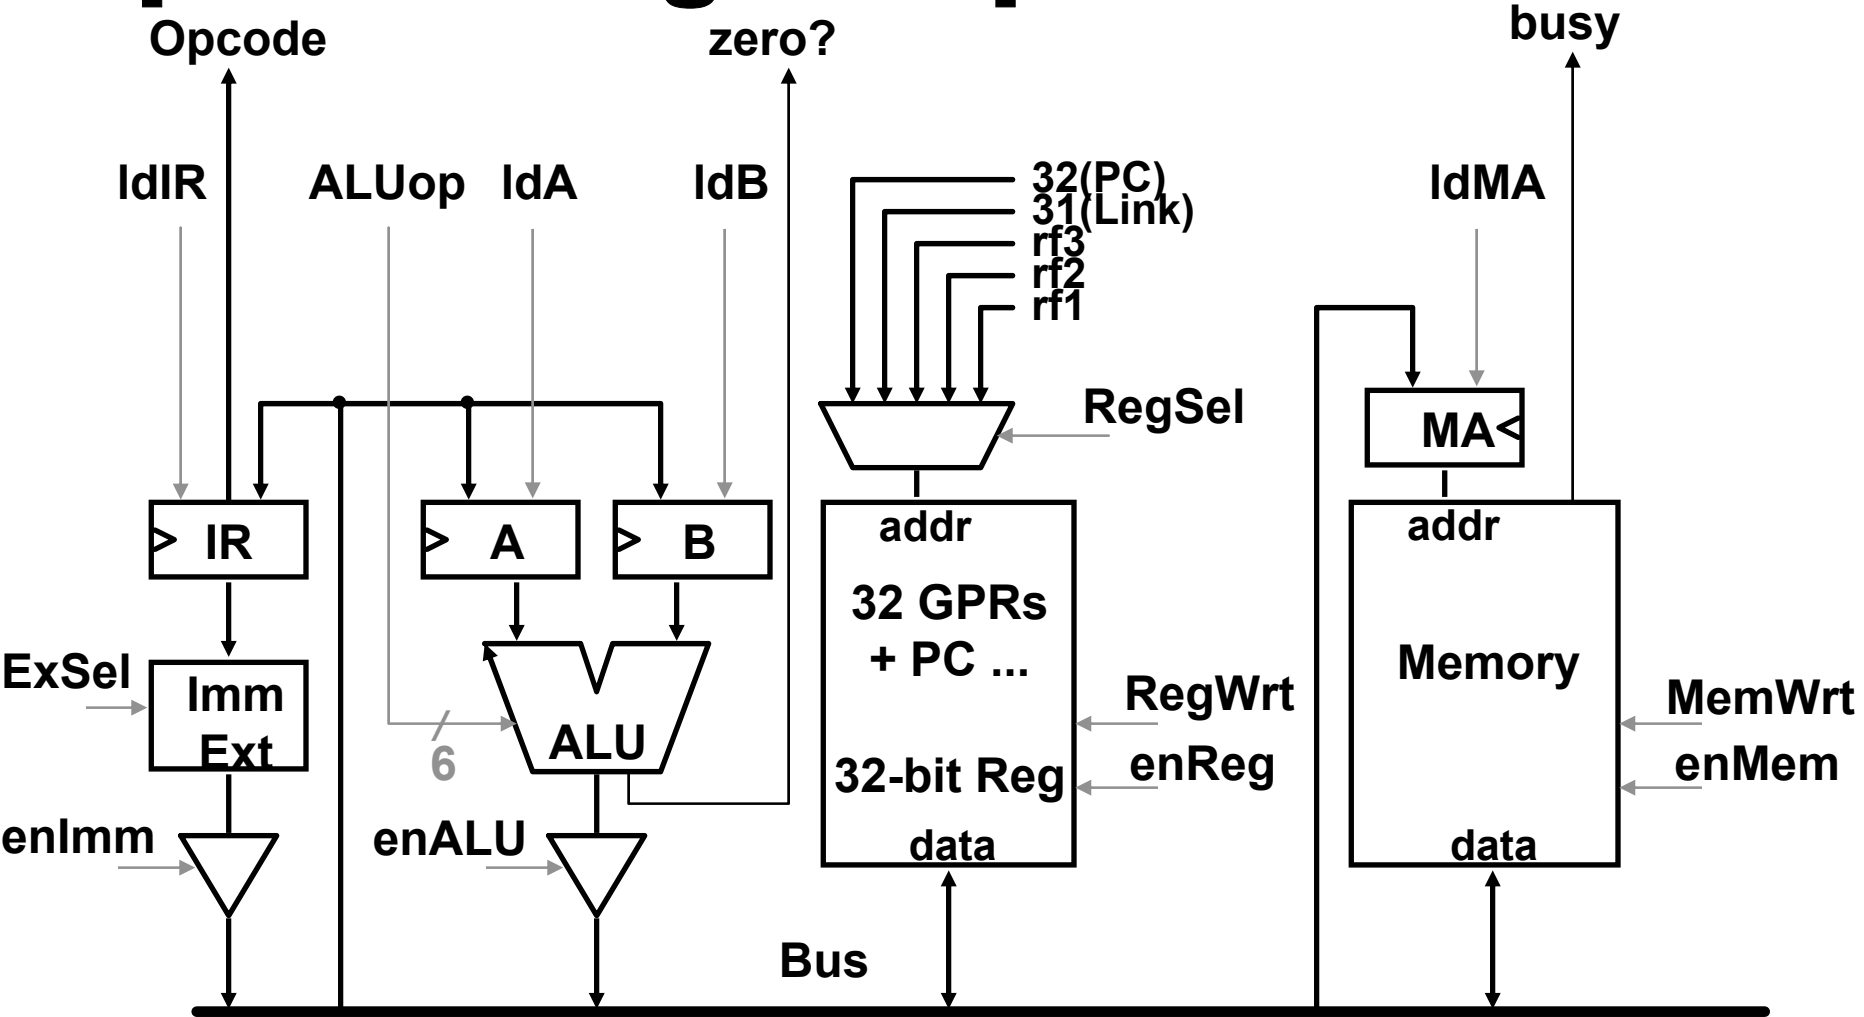 Opcode
zero?
busy
ldIR
ALUop
ldA
ldB
32(PC)
31(Link)
rf3
rf2
rf1
ldMA
RegSel
MA
IR
A
B
addr
addr
32 GPRs
+ PC ...
Memory
ExSel
Imm
Ext
ALU
6
RegWrt
MemWrt
32-bit Reg
enReg
enMem
enImm
enALU
data
data
Bus